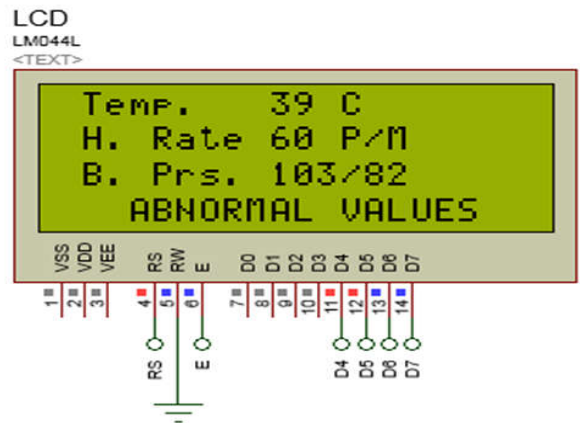 LCD
LM044L
<TEXT>
Temp. 39 C
H. Rate 60 P/M
B. Prs. 103/82
ABNORMAL VALUES
VSS VDD VEE RS RW E D0 D1 D2 D3 D4 D5 D6 D7
1 2 3 4 5 6 7 8 9 10 11 12 13 14
RS E D4 D5 D6 D7